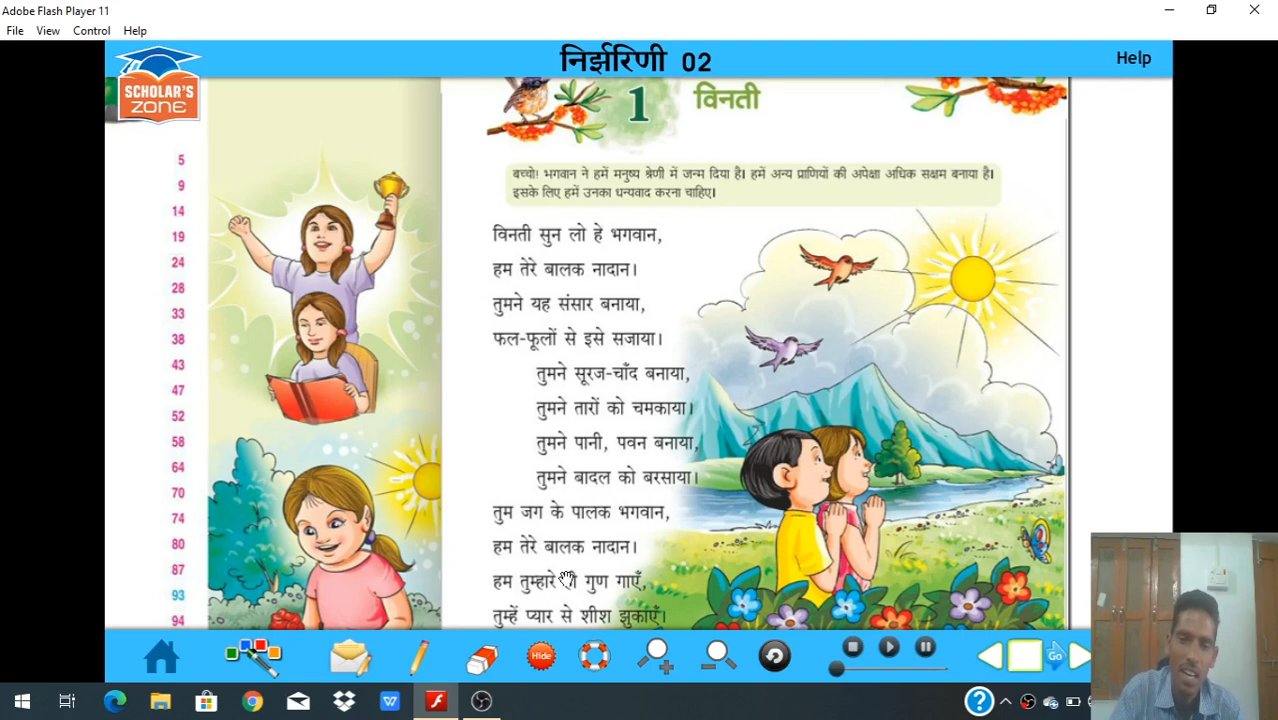 Adobe Flash Player 11
File View Control Help
निर्झरिणी 02
Help
SCHOLAR'S
ZONE
1 विनती
बच्चो! भगवान ने हमें मनुष्य श्रेणी में जन्म दिया है। हमें अन्य प्राणियों की अपेक्षा अधिक सक्षम बनाया है।
इसके लिए हमें उनका धन्यवाद करना चाहिए।
5
9
14
19
24
28
33
38
43
47
52
58
64
70
74
80
87
93
94
विनती सुन लो हे भगवान,
हम तेरे बालक नादान।
तुमने यह संसार बनाया,
फल-फूलों से इसे सजाया।
तुमने सूरज-चाँद बनाया,
तुमने तारों को चमकाया।
तुमने पानी, पवन बनाया,
तुमने बादल को बरसाया।
तुम जग के पालक भगवान,
हम तेरे बालक नादान।
हम तुम्हारे गुण गाएँ,
तुम्हें प्यार से शीश झुकाएँ।
Hide
Go